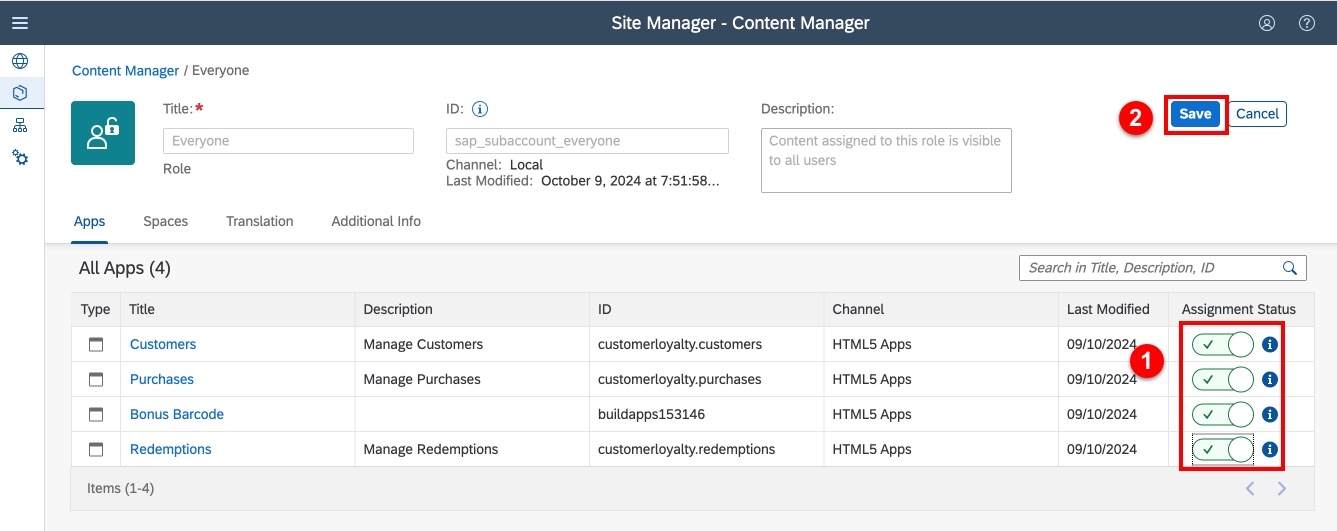 Site Manager - Content Manager
Content Manager / Everyone
Title:*
Everyone
Role
ID:
sap_subaccount_everyone
Channel: Local
Last Modified: October 9, 2024 at 7:51:58...
Description:
Content assigned to this role is visible
to all users
2
Save
Cancel
Apps Spaces Translation Additional Info
All Apps (4)
Search in Title, Description, ID
Type Title Description ID Channel Last Modified Assignment Status
Customers Manage Customers customerloyalty.customers HTML5 Apps 09/10/2024
1
Purchases Manage Purchases customerloyalty.purchases HTML5 Apps 09/10/2024
Bonus Barcode buildapps153146 HTML5 Apps 09/10/2024
Redemptions Manage Redemptions customerloyalty.redemptions HTML5 Apps 09/10/2024
Items (1-4)